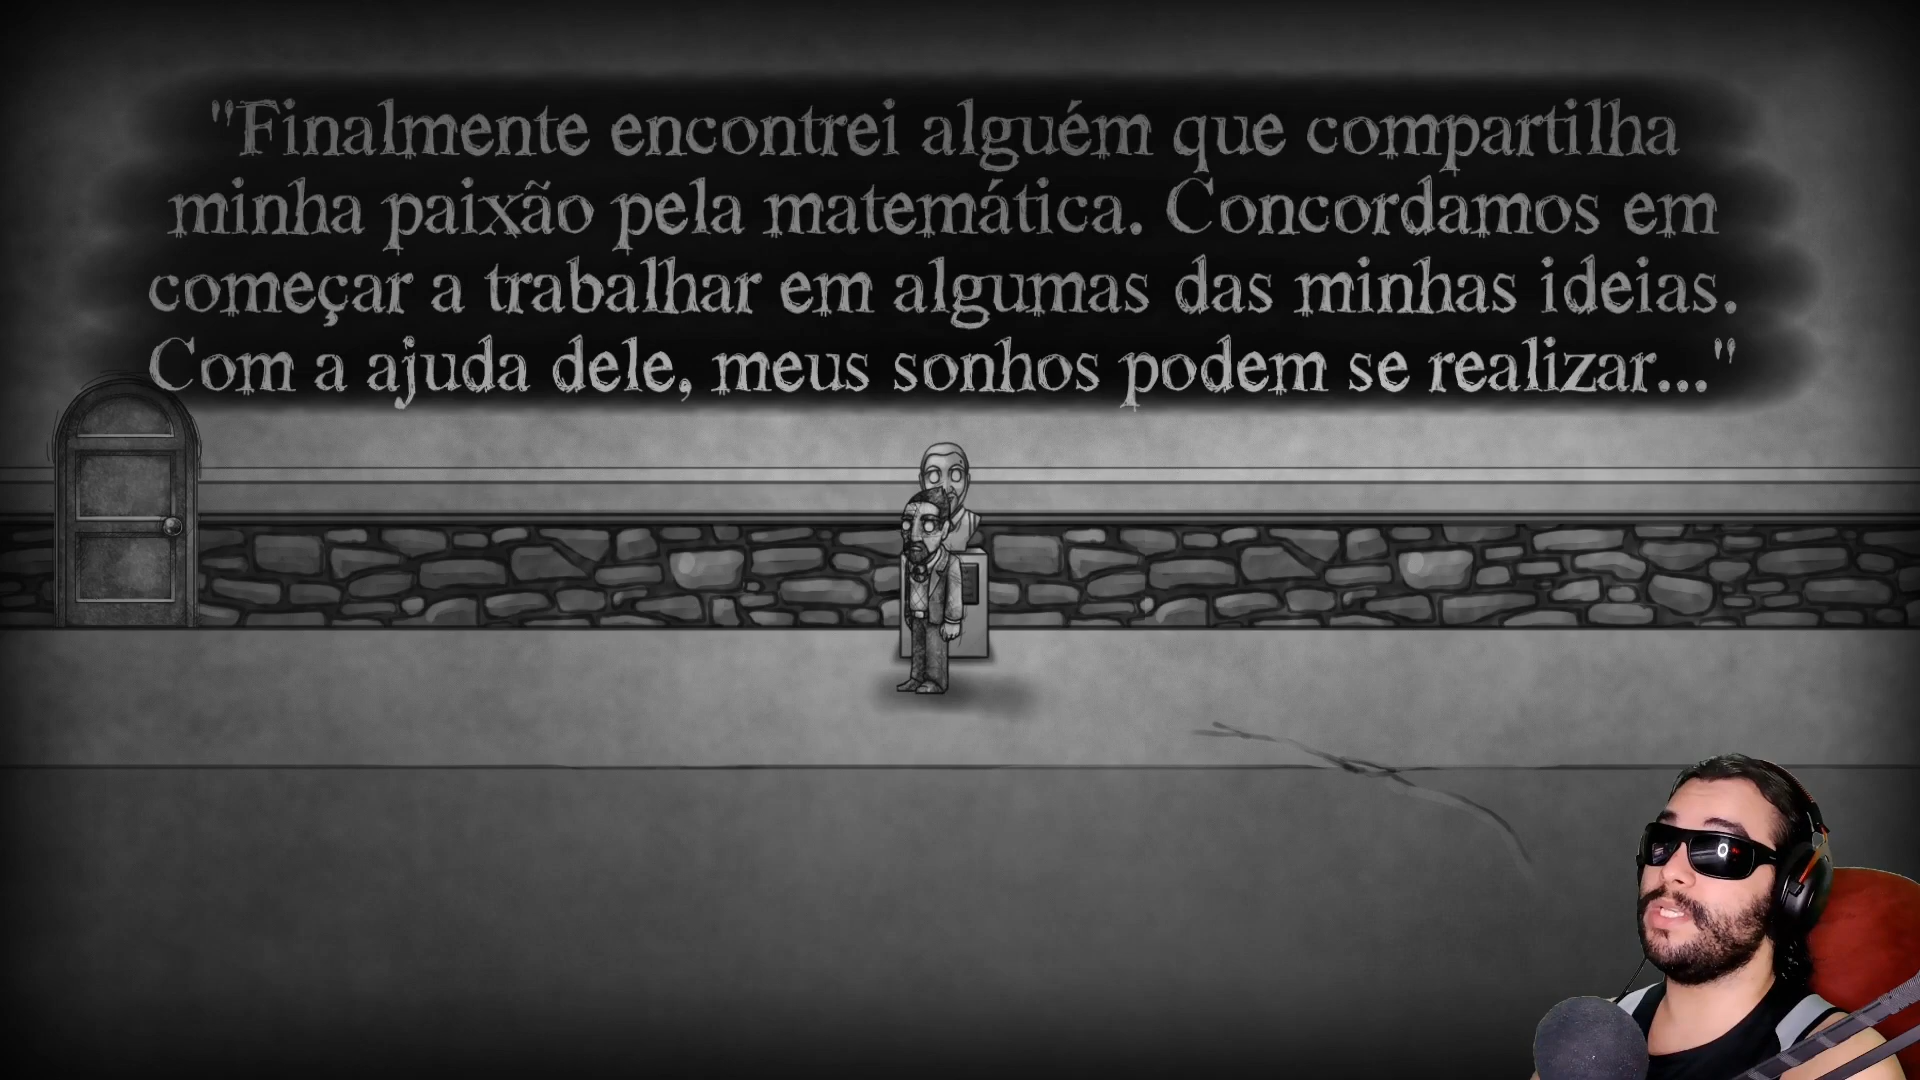 "Finalmente encontrei alguém que compartilha
minha paixão pela matemática. Concordamos em
começar a trabalhar em algumas das minhas ideias.
Com a ajuda dele, meus sonhos podem se realizar..."